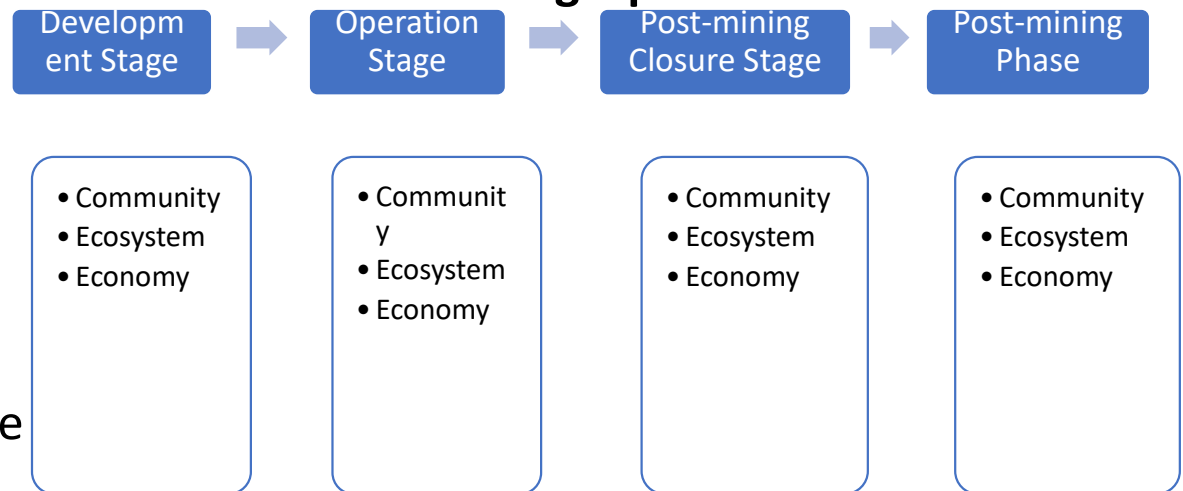 Developm
ent Stage
Operation
Stage
Post-mining
Closure Stage
Post-mining
Phase
• Community
• Ecosystem
• Economy
• Communit
y
• Ecosystem
• Economy
• Community
• Ecosystem
• Economy
• Community
• Ecosystem
• Economy